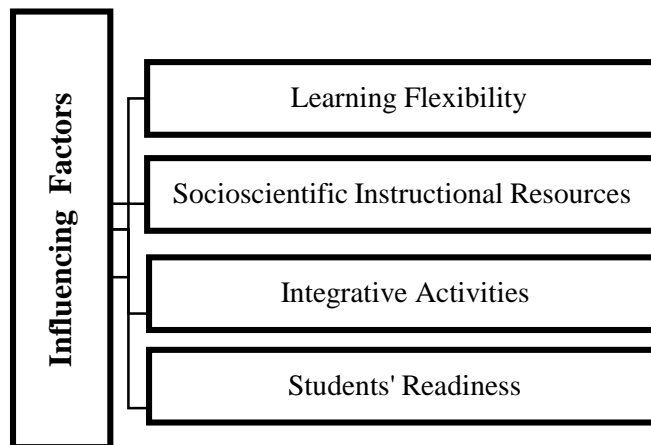 Influencing Factors
Learning Flexibility
Socioscientific Instructional Resources
Integrative Activities
Students' Readiness